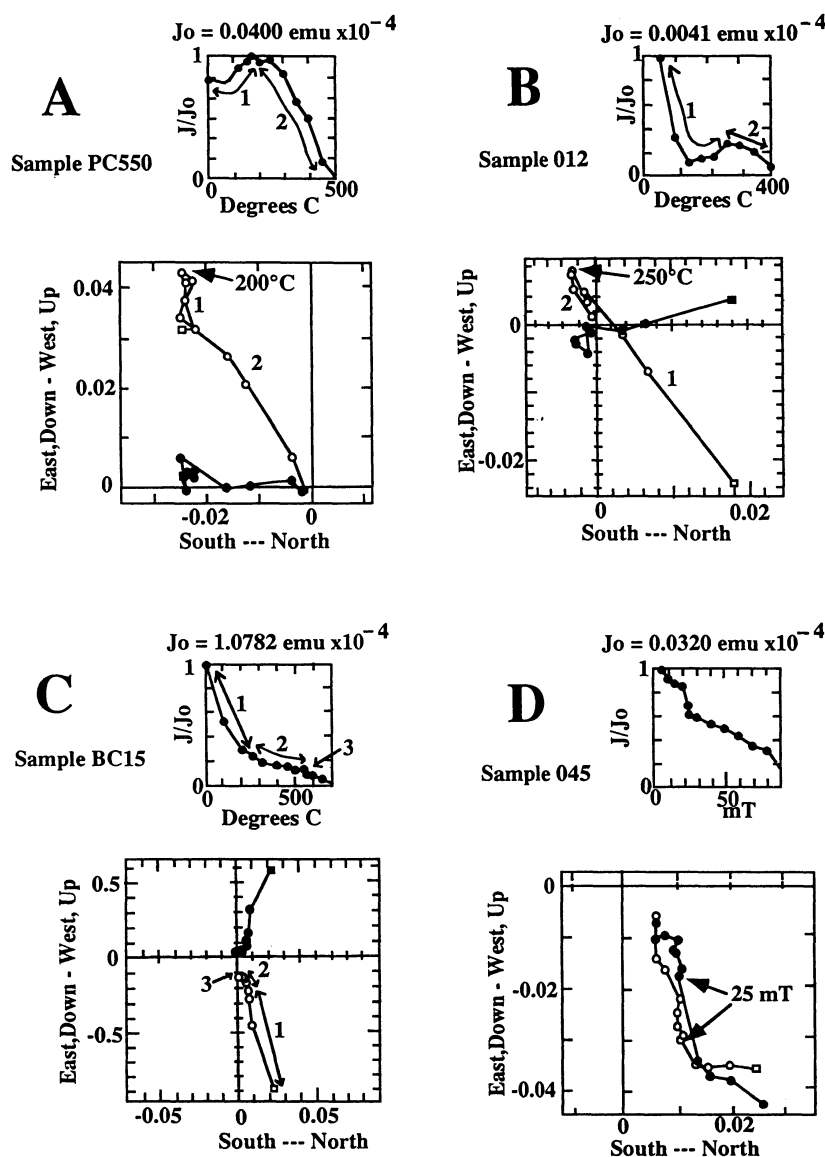 Jo = 0.0400 emu x10⁻⁴
A
Sample PC550
J/Jo
1
0
1
2
0
500
Degrees C
East,Down - West, Up
0.04
0.02
0
200°C
1
2
-0.02
0
South --- North
Jo = 0.0041 emu x10⁻⁴
B
Sample 012
J/Jo
1
0
1
2
0
400
Degrees C
East,Down - West, Up
0
-0.02
250°C
2
1
0
0.02
South --- North
Jo = 1.0782 emu x10⁻⁴
C
Sample BC15
J/Jo
1
0
1
2
3
0
500
Degrees C
East,Down - West, Up
0.5
0
-0.5
3
2
1
-0.05
0
0.05
South --- North
Jo = 0.0320 emu x10⁻⁴
D
Sample 045
J/Jo
1
0
0
50
mT
East,Down - West, Up
0
-0.02
-0.04
25 mT
0
0.02
South --- North